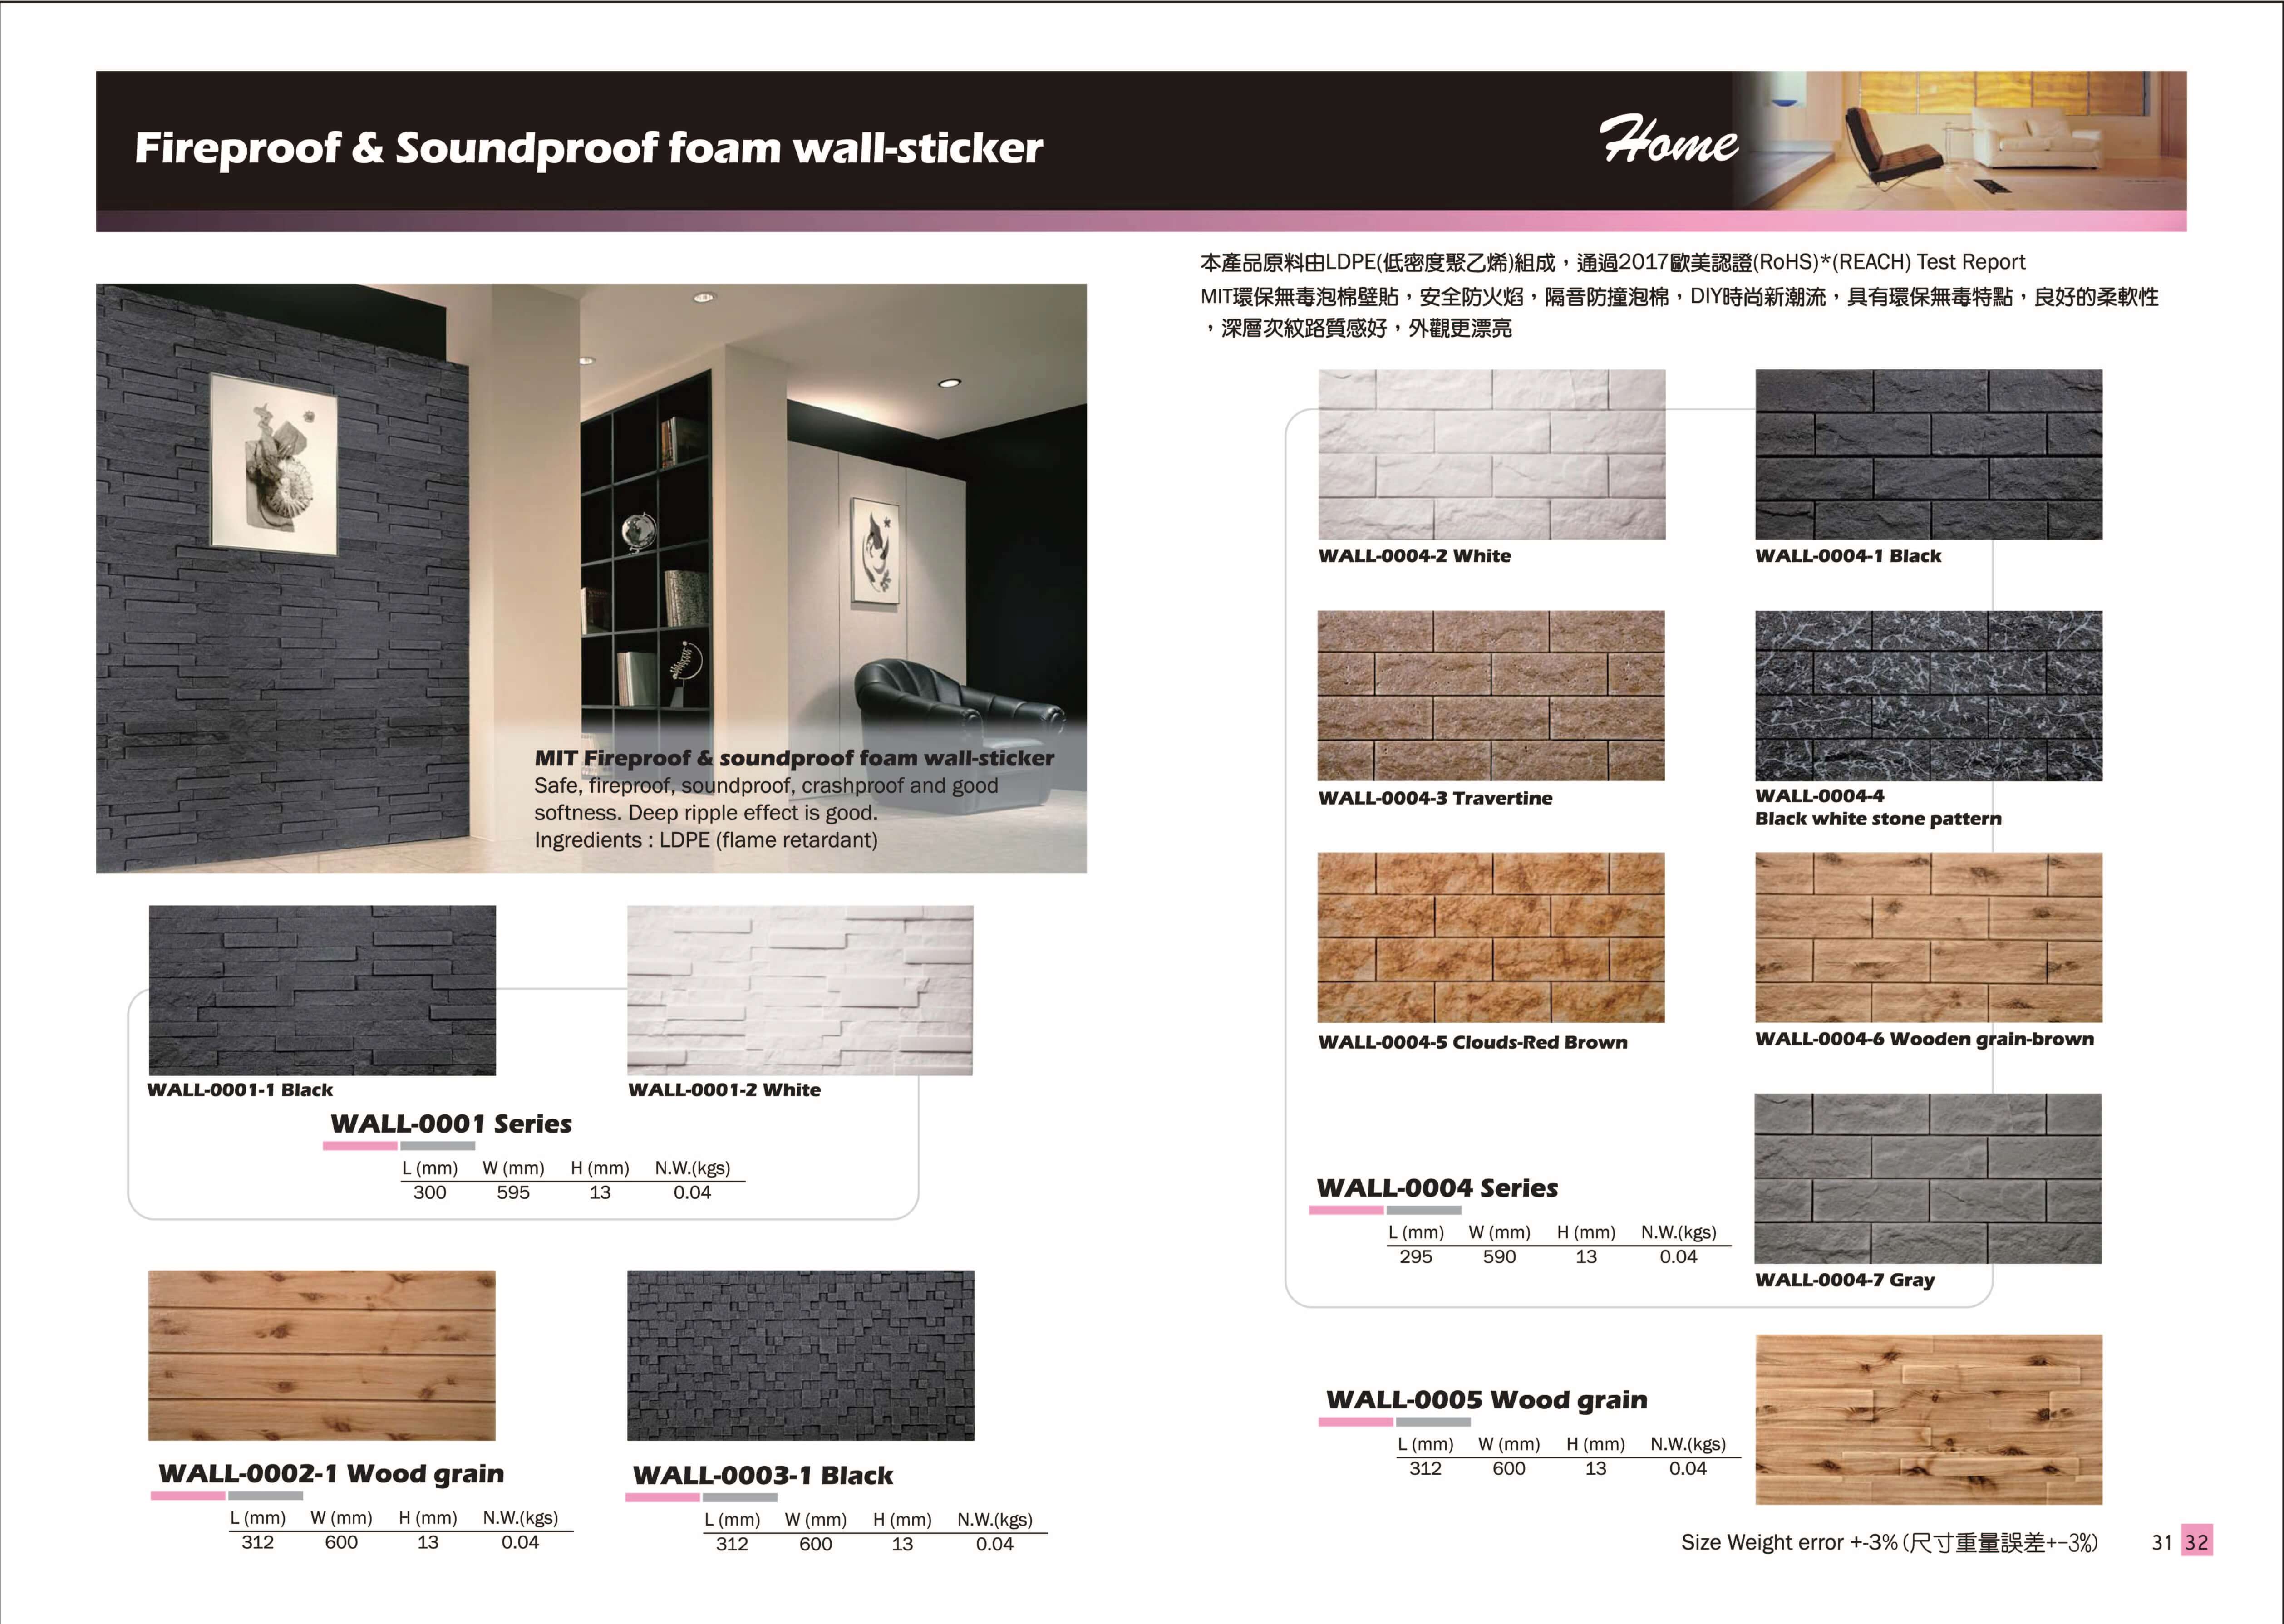 Fireproof & Soundproof foam wall-sticker
Home
MIT Fireproof & soundproof foam wall-sticker
Safe, fireproof, soundproof, crashproof and good
softness. Deep ripple effect is good.
Ingredients : LDPE (flame retardant)
WALL-0001-1 Black
WALL-0001-2 White
WALL-0001 Series
L (mm) W (mm) H (mm) N.W.(kgs)
300 595 13 0.04
WALL-0002-1 Wood grain
L (mm) W (mm) H (mm) N.W.(kgs)
312 600 13 0.04
WALL-0003-1 Black
L (mm) W (mm) H (mm) N.W.(kgs)
312 600 13 0.04
本產品原料由LDPE(低密度聚乙烯)組成，通過2017歐美認證(RoHS)*(REACH) Test Report
MIT環保無毒泡棉壁貼，安全防火焰，隔音防撞泡棉，DIY時尚新潮流，具有環保無毒特點，良好的柔軟性
，深層次紋路質感好，外觀更漂亮
WALL-0004-2 White
WALL-0004-1 Black
WALL-0004-3 Travertine
WALL-0004-4
Black white stone pattern
WALL-0004-5 Clouds-Red Brown
WALL-0004-6 Wooden grain-brown
WALL-0004 Series
L (mm) W (mm) H (mm) N.W.(kgs)
295 590 13 0.04
WALL-0004-7 Gray
WALL-0005 Wood grain
L (mm) W (mm) H (mm) N.W.(kgs)
312 600 13 0.04
Size Weight error +-3% (尺寸重量誤差+-3%)
31 32